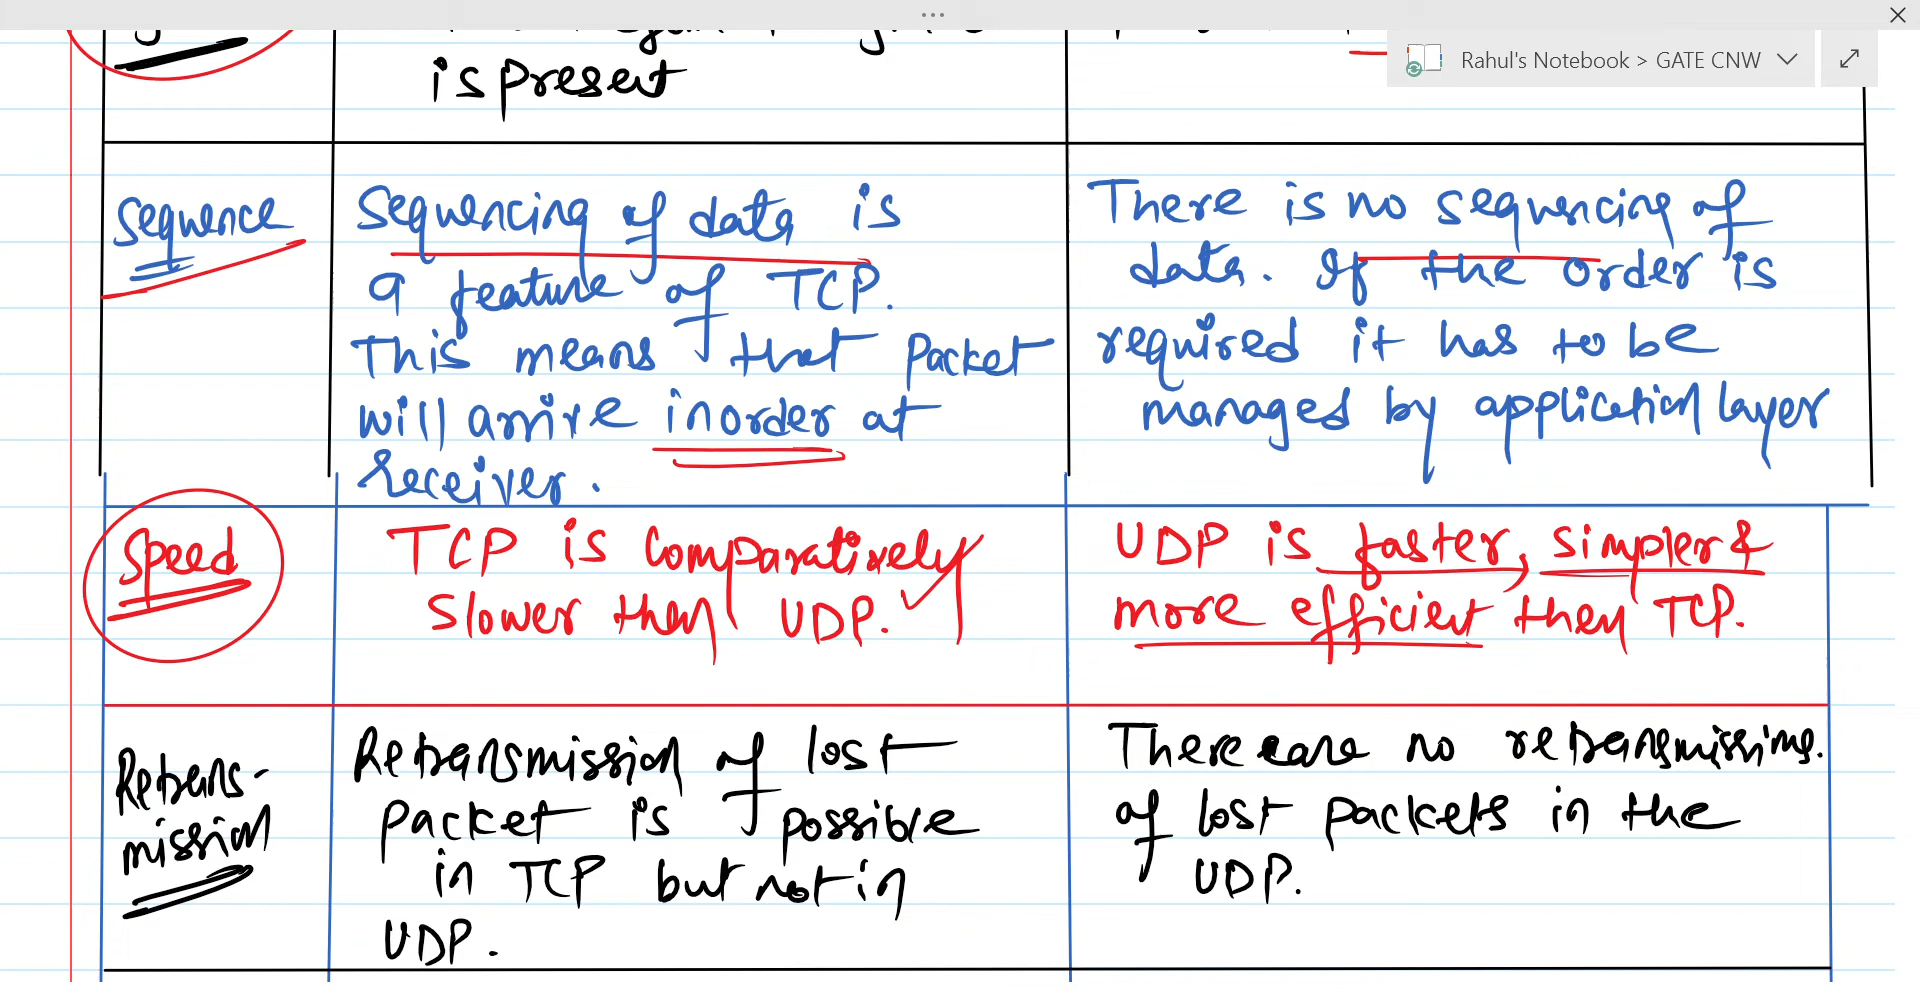 is present
Rahul's Notebook > GATE CNW
Sequence
Sequencing of data is
a feature of TCP.
This means that packet
will arrive inorder at
receiver.
There is no sequencing of
data. If the order is
required it has to be
managed by application layer
Speed
TCP is Comparatively
slower then UDP.
UDP is faster, simpler &
more efficient then TCP.
Retrans-
mission
Retransmission of lost
packet is possible
in TCP but not in
UDP.
There are no retransmissions.
of lost packets in the
UDP.